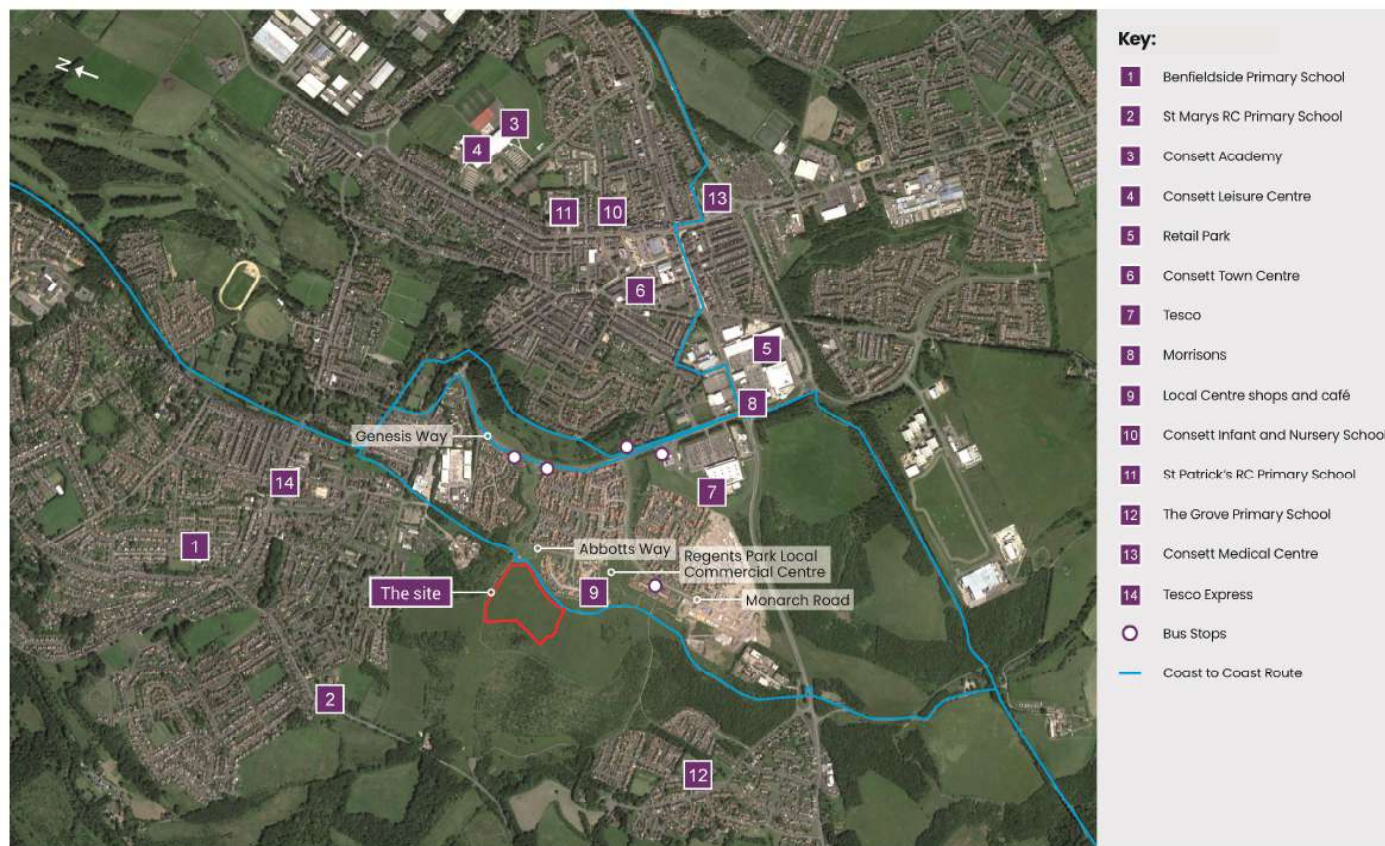 N
3
4
13
11
10
6
5
8
Genesis Way
14
7
1
Abbotts Way
Regents Park Local
Commercial Centre
The site
9
Monarch Road
2
12
Key:
1 Benfieldside Primary School
2 St Marys RC Primary School
3 Consett Academy
4 Consett Leisure Centre
5 Retail Park
6 Consett Town Centre
7 Tesco
8 Morrisons
9 Local Centre shops and café
10 Consett Infant and Nursery School
11 St Patrick's RC Primary School
12 The Grove Primary School
13 Consett Medical Centre
14 Tesco Express
Bus Stops
Coast to Coast Route